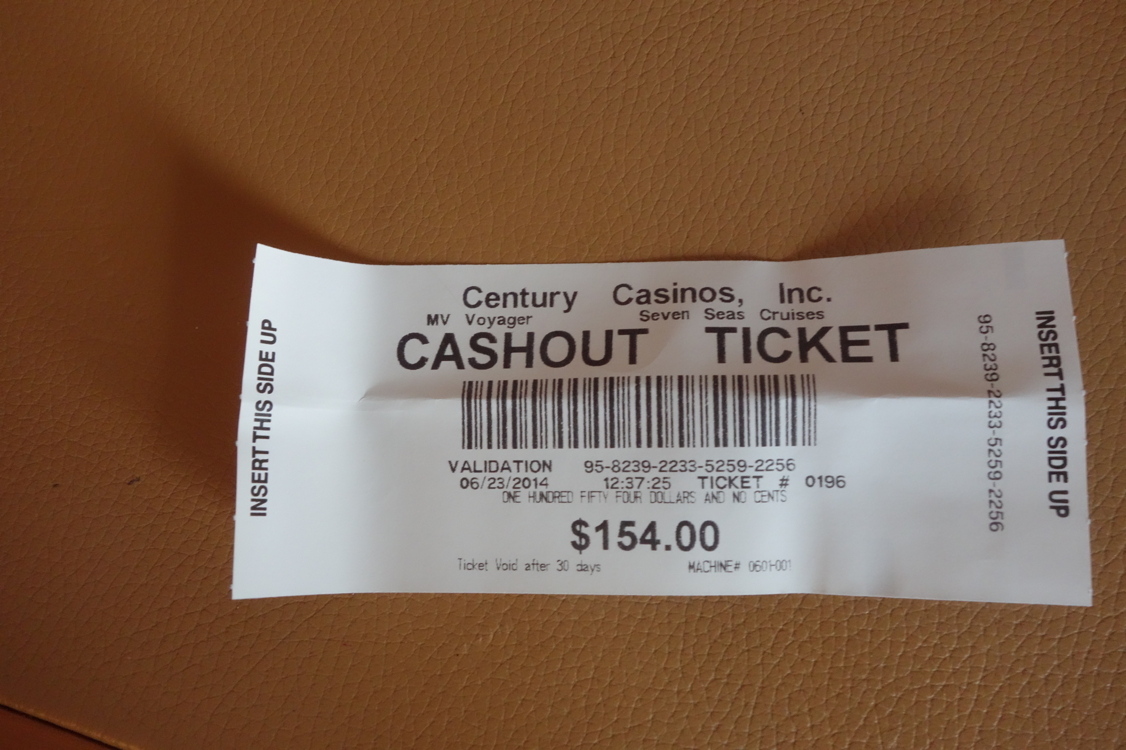 Century Casinos, Inc.
MV Voyager Seven Seas Cruises
CASHOUT TICKET
VALIDATION 95-8239-2233-5259-2256
06/23/2014 12:37:25 TICKET # 0196
ONE HUNDRED FIFTY FOUR DOLLARS AND NO CENTS
$154.00
Ticket Void after 30 days MACHINE# 0601-001
INSERT THIS SIDE UP
95-8239-2233-5259-2256
INSERT THIS SIDE UP